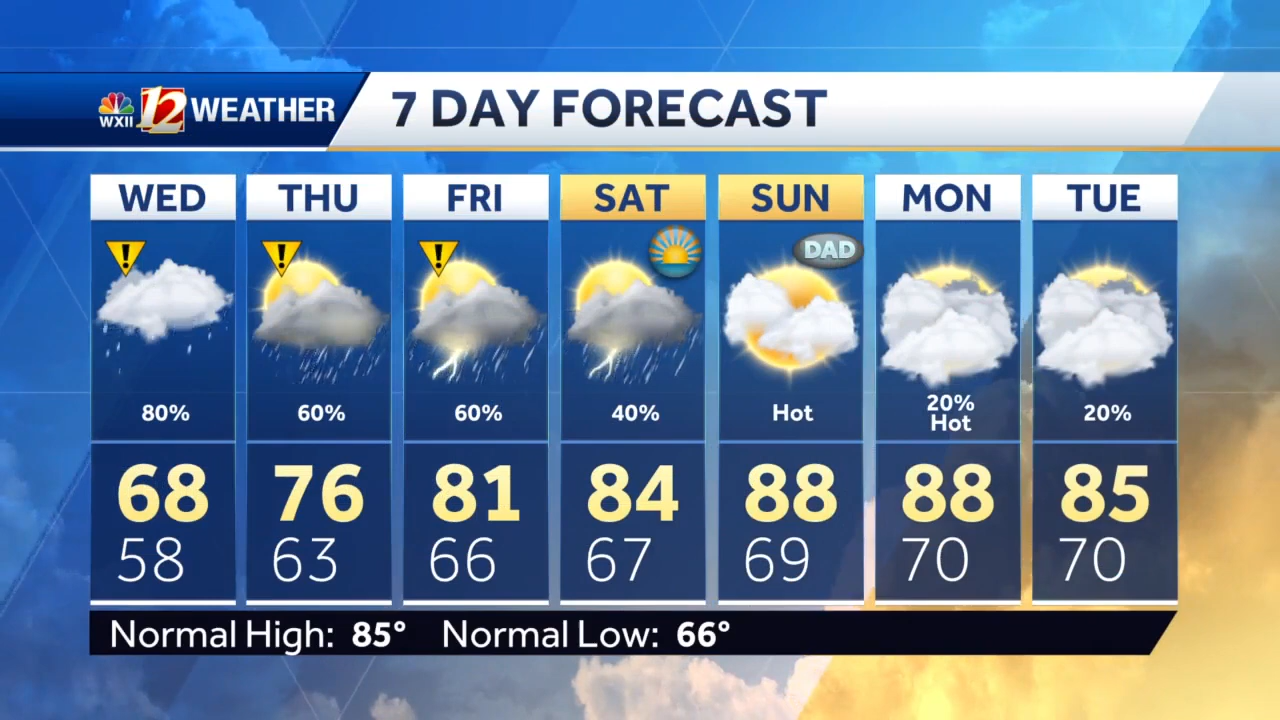 WXII 12 WEATHER
7 DAY FORECAST
WED THU FRI SAT SUN MON TUE
! ! ! DAD
80% 60% 60% 40% Hot 20% Hot 20%
68 76 81 84 88 88 85
58 63 66 67 69 70 70
Normal High: 85° Normal Low: 66°